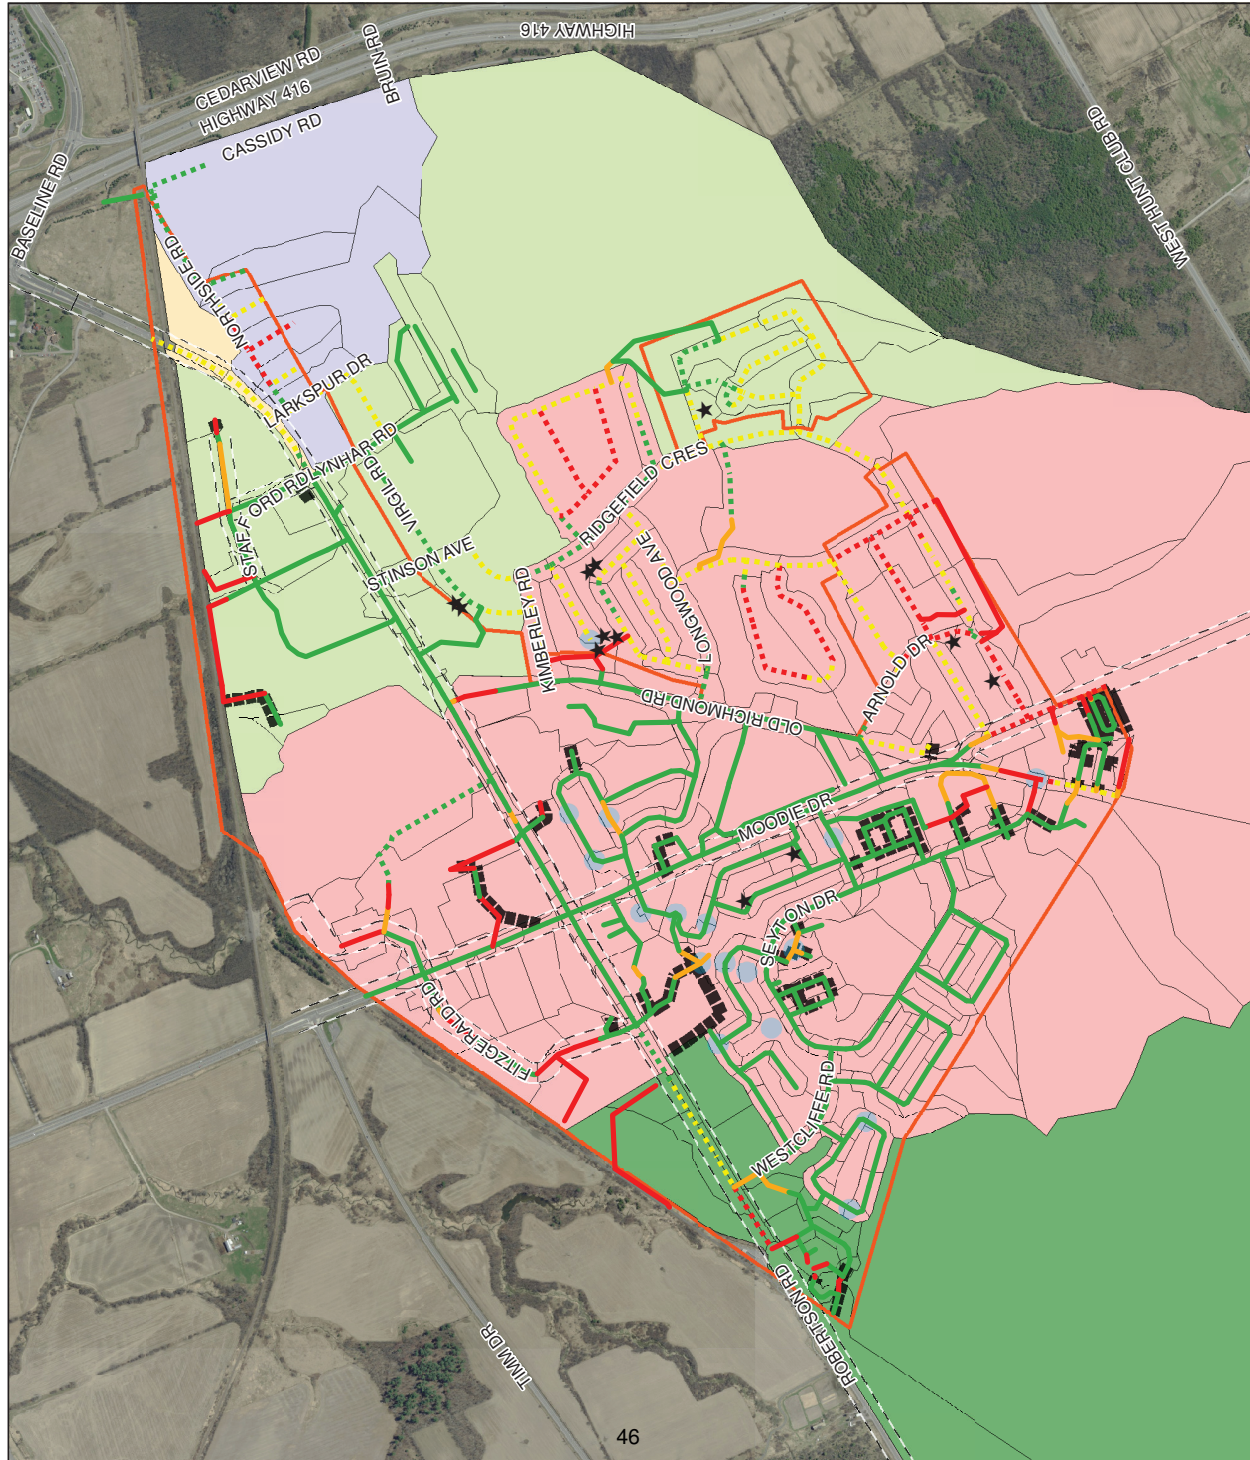 HIGHWAY 416
CEDARVIEW RD
BRUIN RD
HIGHWAY 416
CASSIDY RD
WEST HUNT CLUB RD
BASELINE RD
NORTHSIDE RD
LARKSPUR DR
LYNHAR RD
STAFFORD RD
VIRGIL RD
RIDGEFIELD CRES
STINSON AVE
LONGWOOD AVE
KIMBERLEY RD
ARNOLD DR
OLD RICHMOND RD
MOODIE DR
SEYTON DR
FITZGERALD RD
WESTCLIFFE RD
ROBERTSON RD
TIMM DR
46